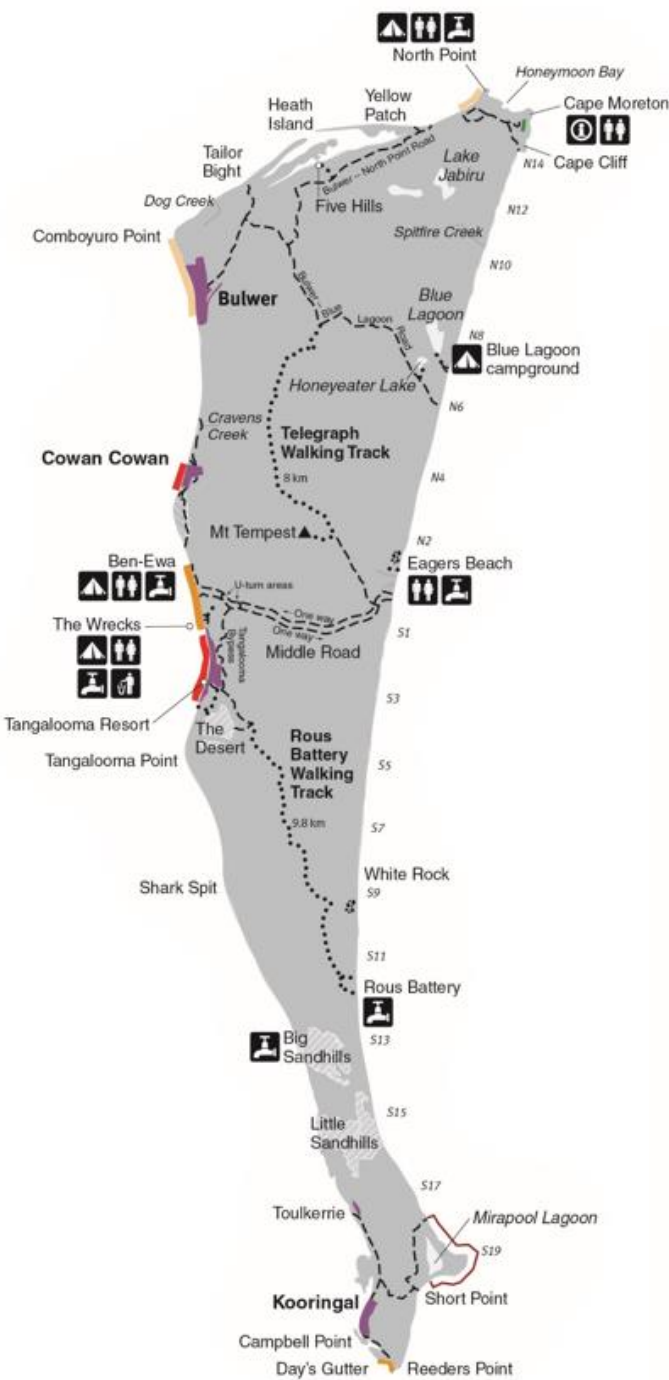 North Point
Honeymoon Bay
Cape Moreton
Yellow
Patch
Heath
Island
Cape Cliff
N14
Lake
Jabiru
Bulwer – North Point Road
Tailor
Bight
Five Hills
Dog Creek
N12
Comboyuro Point
Spitfire Creek
N10
Bulwer
Bulwer – Blue Lagoon Road
Blue
Lagoon
N8
Blue Lagoon
campground
Honeyeater Lake
N6
Cravens
Creek
Telegraph
Walking Track
Cowan Cowan
8 km
N4
Mt Tempest
N2
Ben-Ewa
Eagers Beach
U-turn areas
One way
One way
The Wrecks
S1
Middle Road
Tangalooma
Bypass
S3
Tangalooma Resort
The
Desert
Rous
Battery
Walking
Track
Tangalooma Point
S5
9.8 km
S7
White Rock
Shark Spit
S9
S11
Rous Battery
Big
Sandhills
S13
S15
Little
Sandhills
S17
Toulkerrie
Mirapool Lagoon
S19
Kooringal
Short Point
Campbell Point
Day's Gutter
Reeders Point